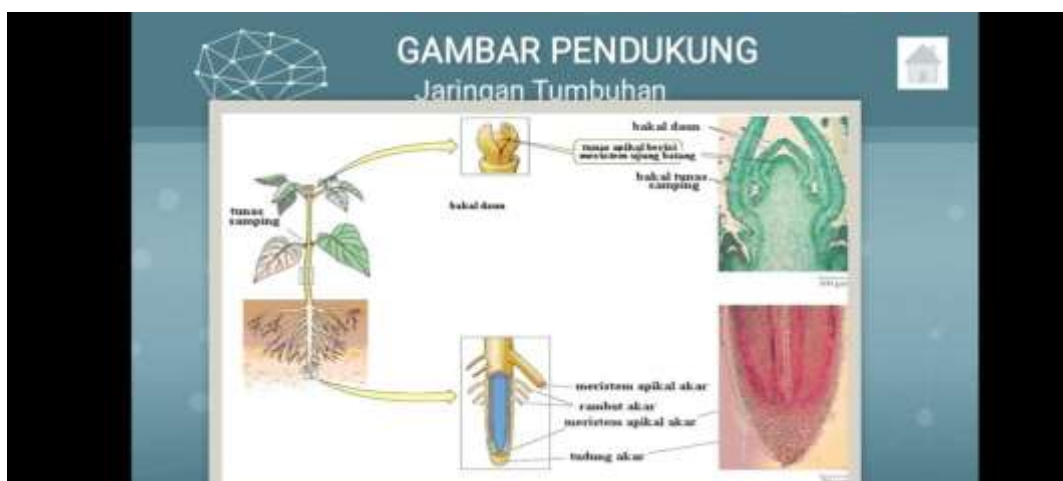 GAMBAR PENDUKUNG
Jaringan Tumbuhan
bakal daun
tunas apikal berisi
meristem ujung batang
bakal tunas
samping
tunas
samping
bakal daun
meristem apikal akar
rambut akar
meristem apikal akar
tudung akar